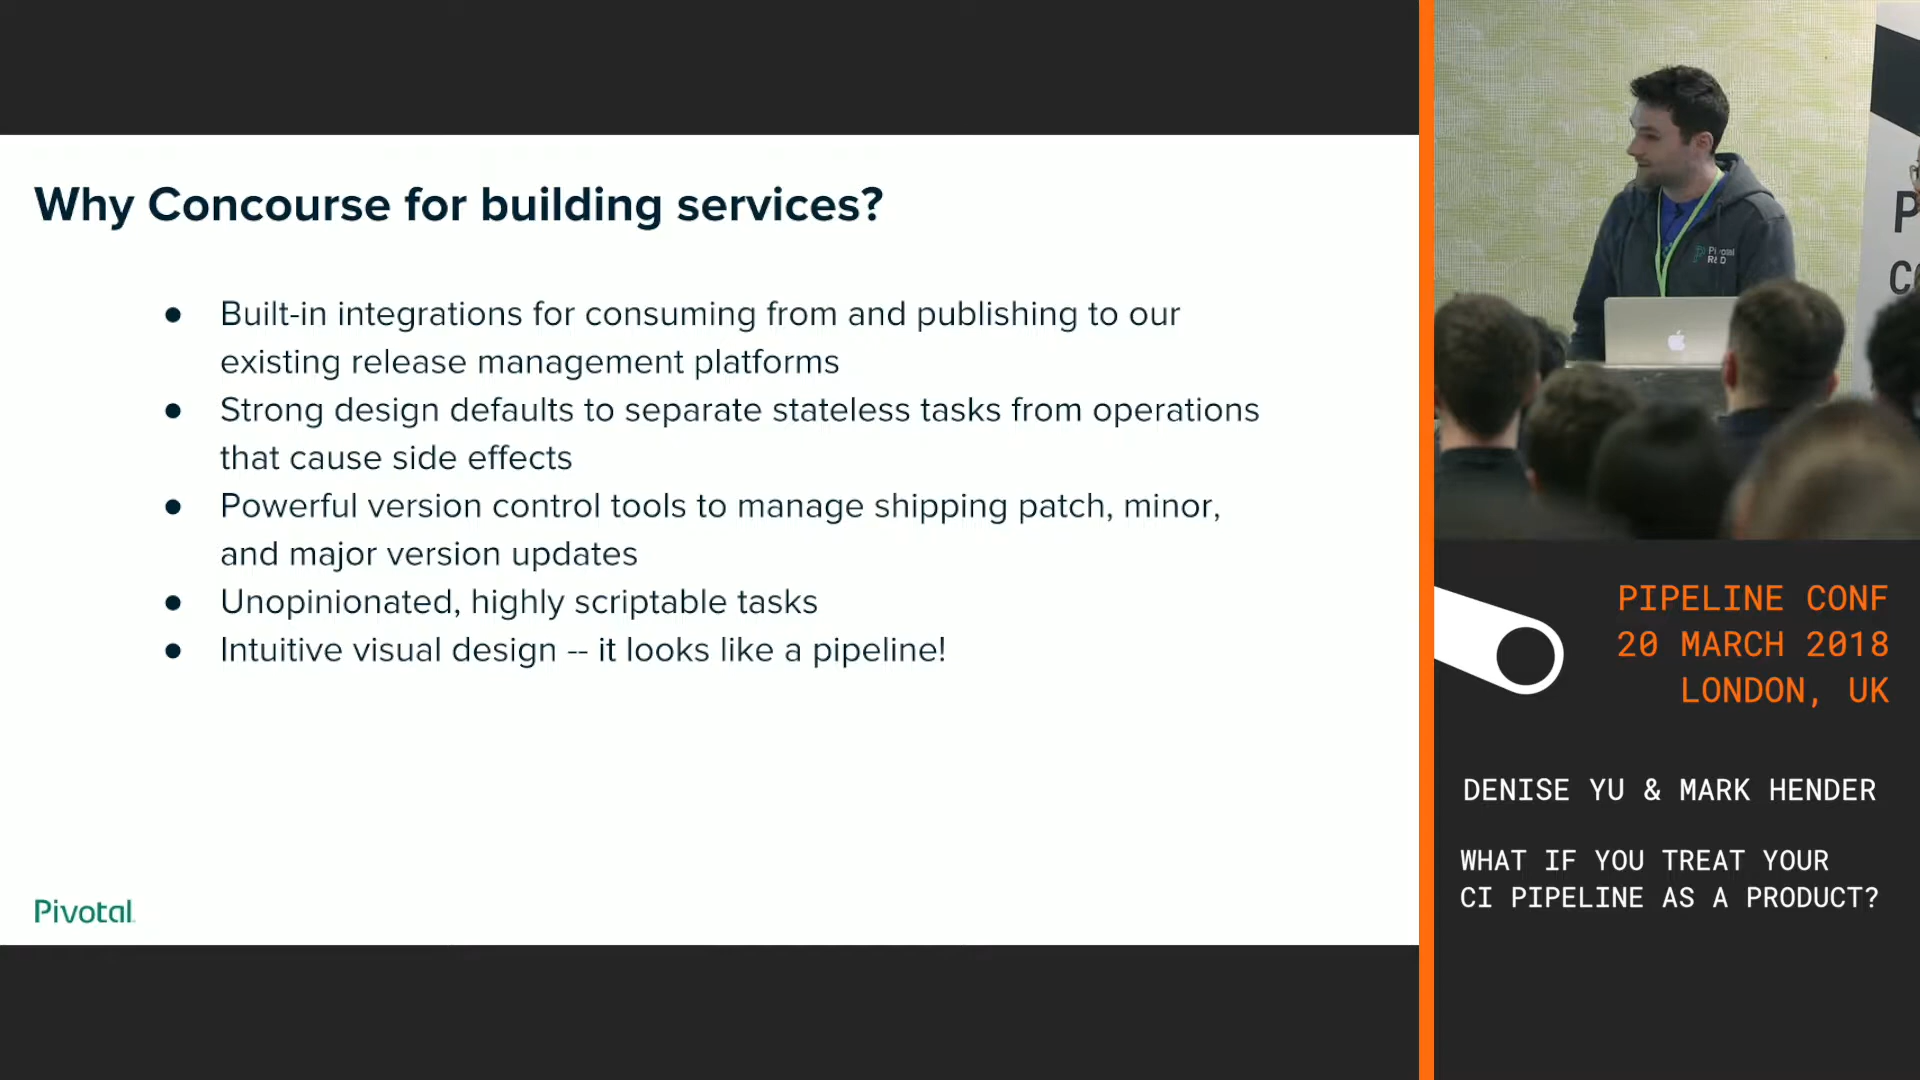 Why Concourse for building services?
● Built-in integrations for consuming from and publishing to our
existing release management platforms
● Strong design defaults to separate stateless tasks from operations
that cause side effects
● Powerful version control tools to manage shipping patch, minor,
and major version updates
● Unopinionated, highly scriptable tasks
● Intuitive visual design -- it looks like a pipeline!
Pivotal
Pivotal
R&D
P
CO
PIPELINE CONF
20 MARCH 2018
LONDON, UK
DENISE YU & MARK HENDER
WHAT IF YOU TREAT YOUR
CI PIPELINE AS A PRODUCT?